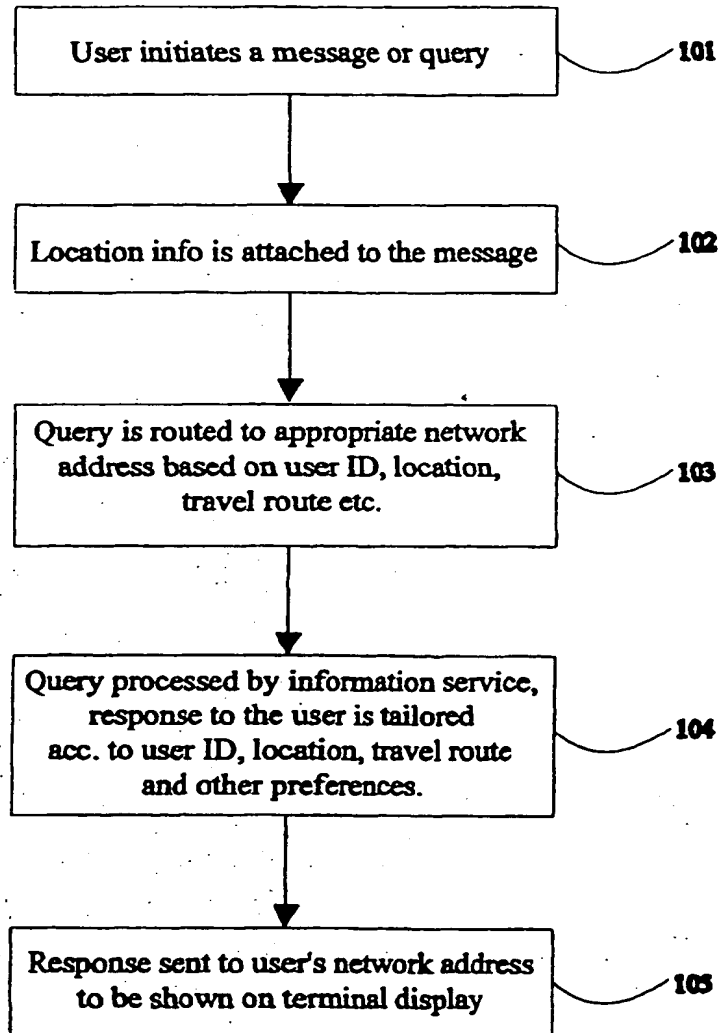 User initiates a message or query
101
Location info is attached to the message
102
Query is routed to appropriate network
address based on user ID, location,
travel route etc.
103
Query processed by information service,
response to the user is tailored
acc. to user ID, location, travel route
and other preferences.
104
Response sent to user's network address
to be shown on terminal display
105